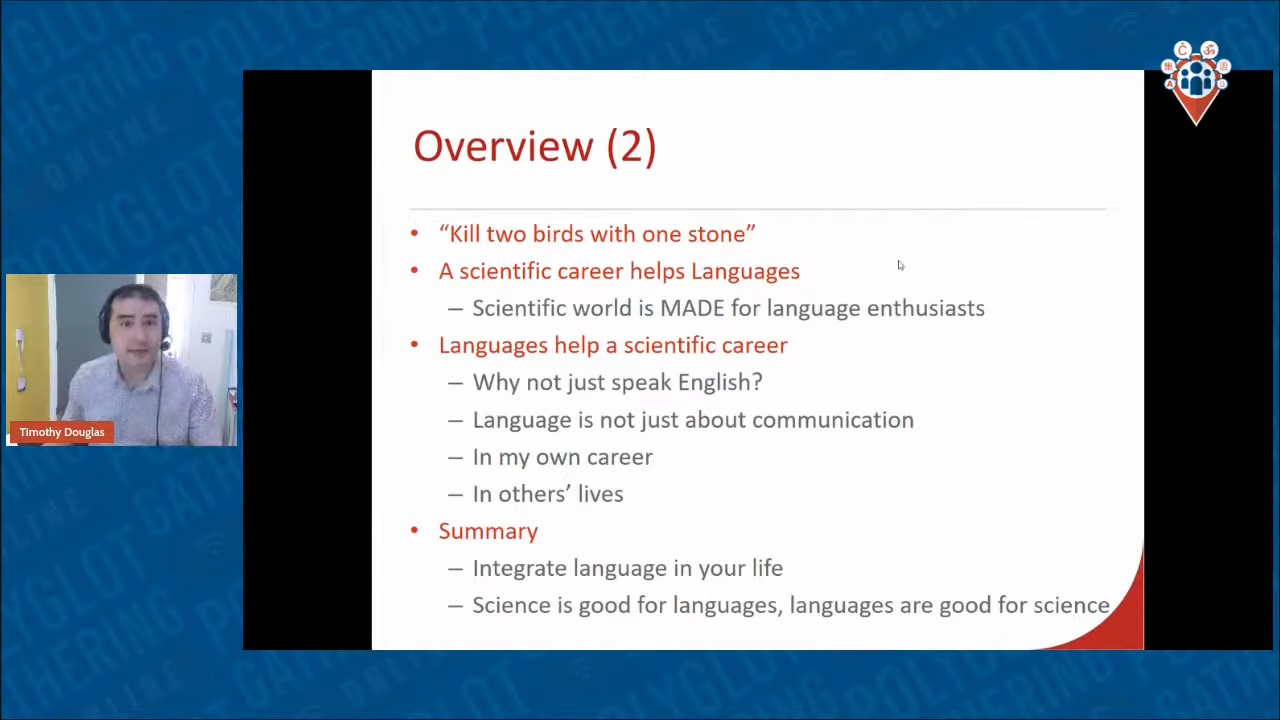 Overview (2)
• “Kill two birds with one stone”
• A scientific career helps Languages
– Scientific world is MADE for language enthusiasts
• Languages help a scientific career
– Why not just speak English?
– Language is not just about communication
– In my own career
– In others’ lives
• Summary
– Integrate language in your life
– Science is good for languages, languages are good for science
Timothy Douglas
POLYGLOT
GATHERING
ONLINE